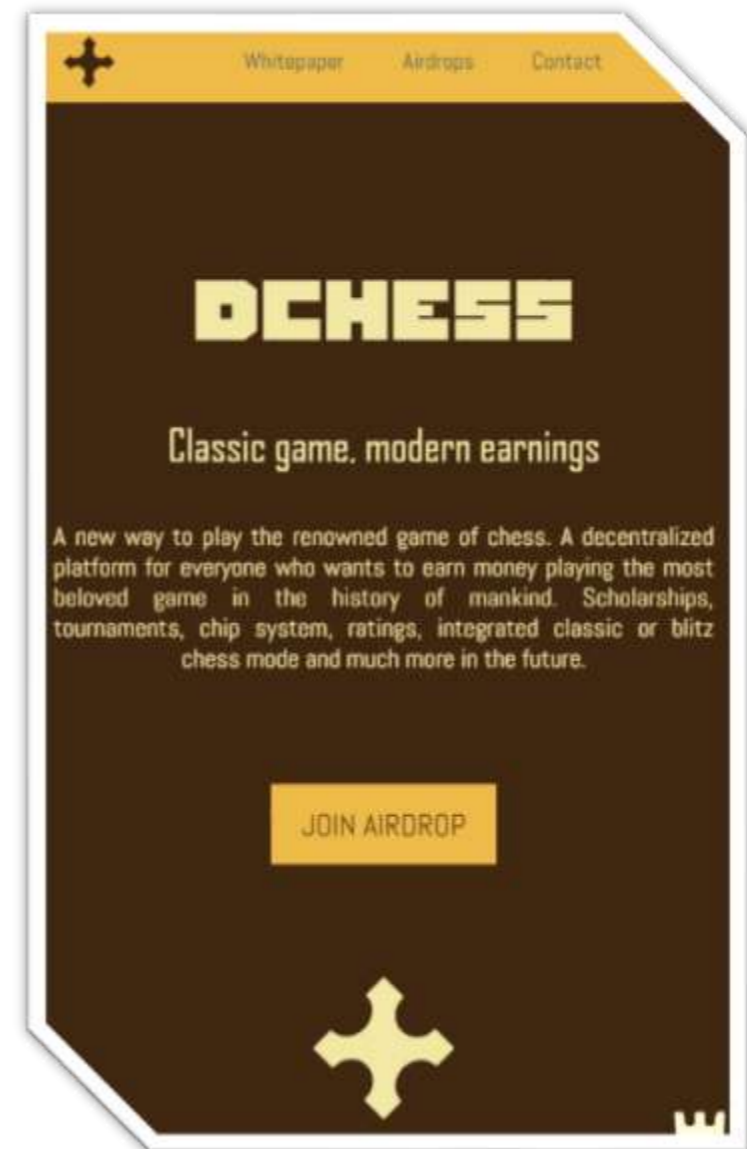 Whitepaper Airdrops Contact
DCHESS
Classic game, modern earnings
A new way to play the renowned game of chess. A decentralized
platform for everyone who wants to earn money playing the most
beloved game in the history of mankind. Scholarships,
tournaments, chip system, ratings, integrated classic or blitz
chess mode and much more in the future.
JOIN AIRDROP